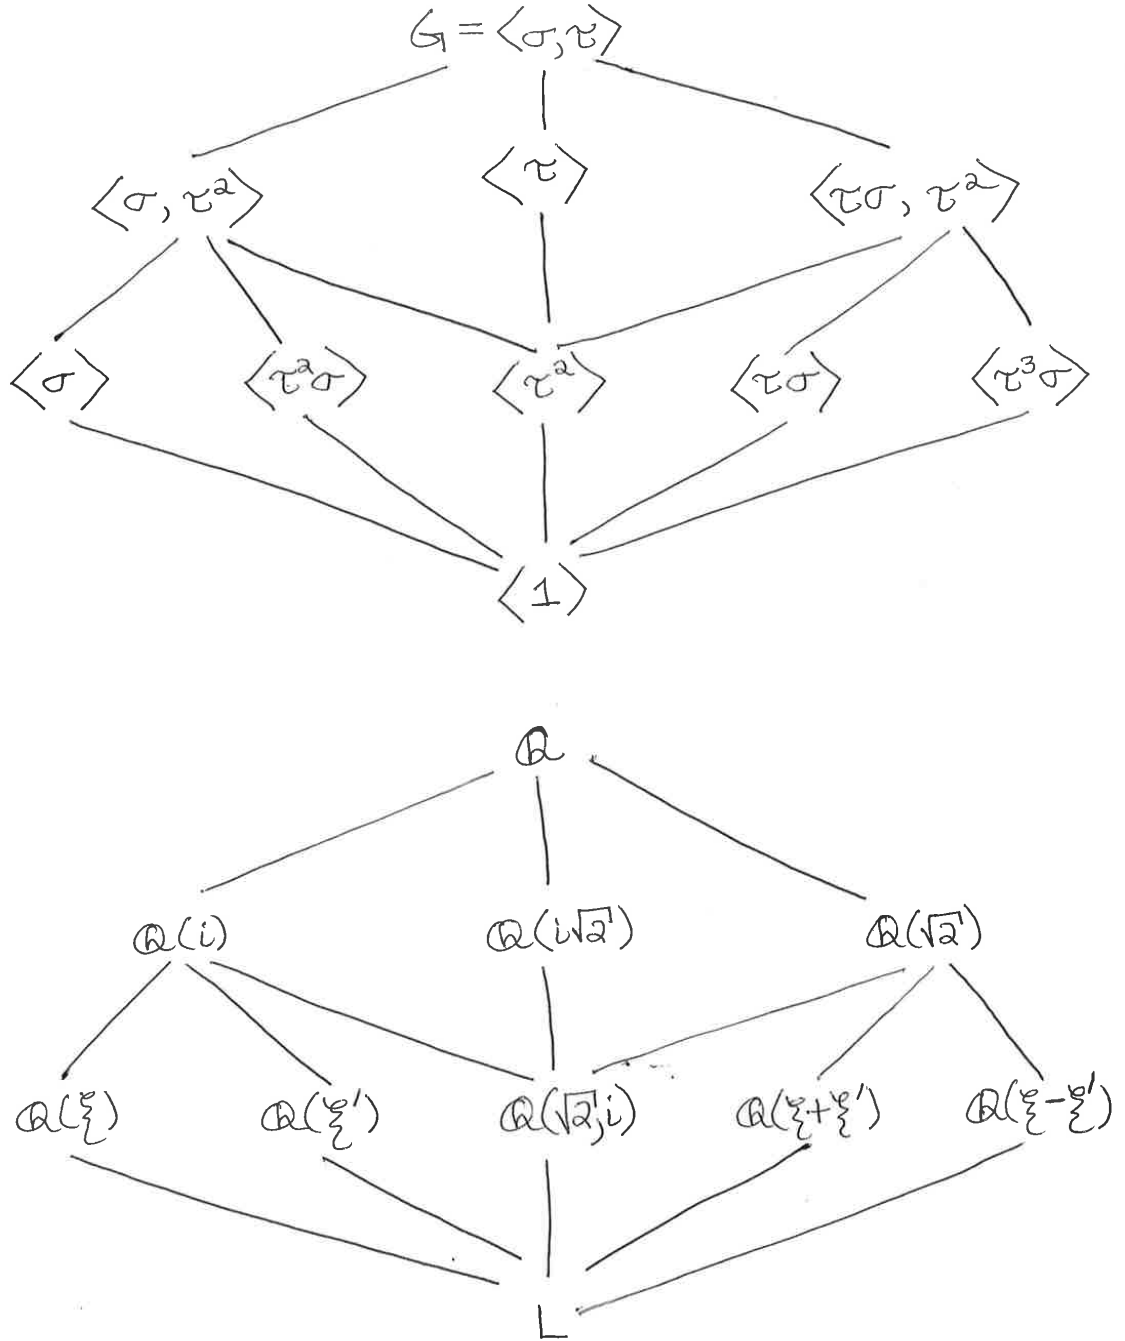 G = ⟨σ,τ⟩
⟨τ⟩
⟨σ, τ²⟩ ⟨τσ, τ²⟩
⟨σ⟩ ⟨τ²σ⟩ ⟨τ²⟩ ⟨τσ⟩ ⟨τ³σ⟩
⟨1⟩
ℚ
ℚ(i) ℚ(i√2) ℚ(√2)
ℚ(ξ) ℚ(ξ′) ℚ(√2,i) ℚ(ξ+ξ′) ℚ(ξ−ξ′)
L